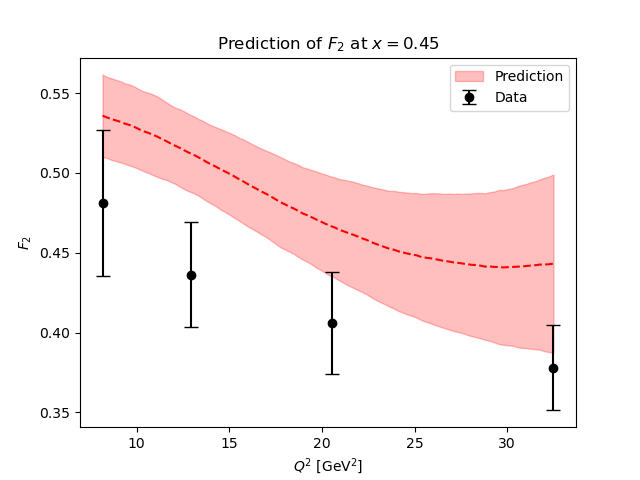 Prediction of F₂ at x = 0.45
Prediction
Data
0.55
0.50
0.45
0.40
0.35
F₂
10 15 20 25 30
Q² [GeV²]